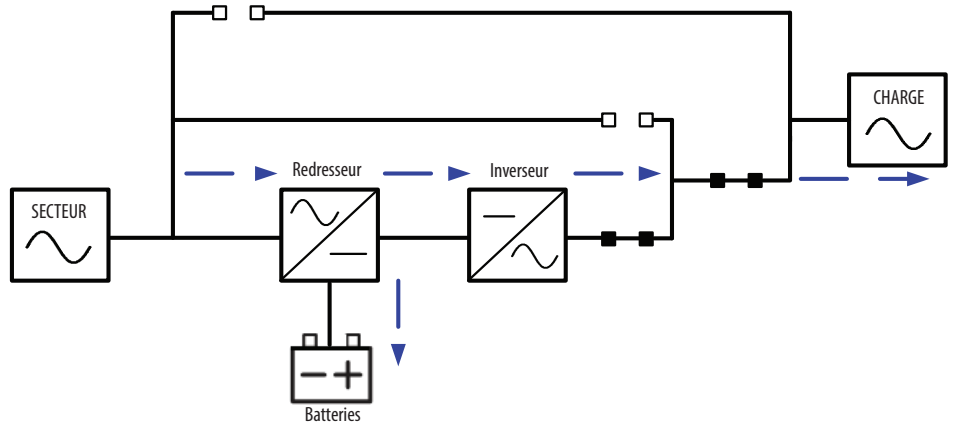 CHARGE
Redresseur
Inverseur
SECTEUR
Batteries